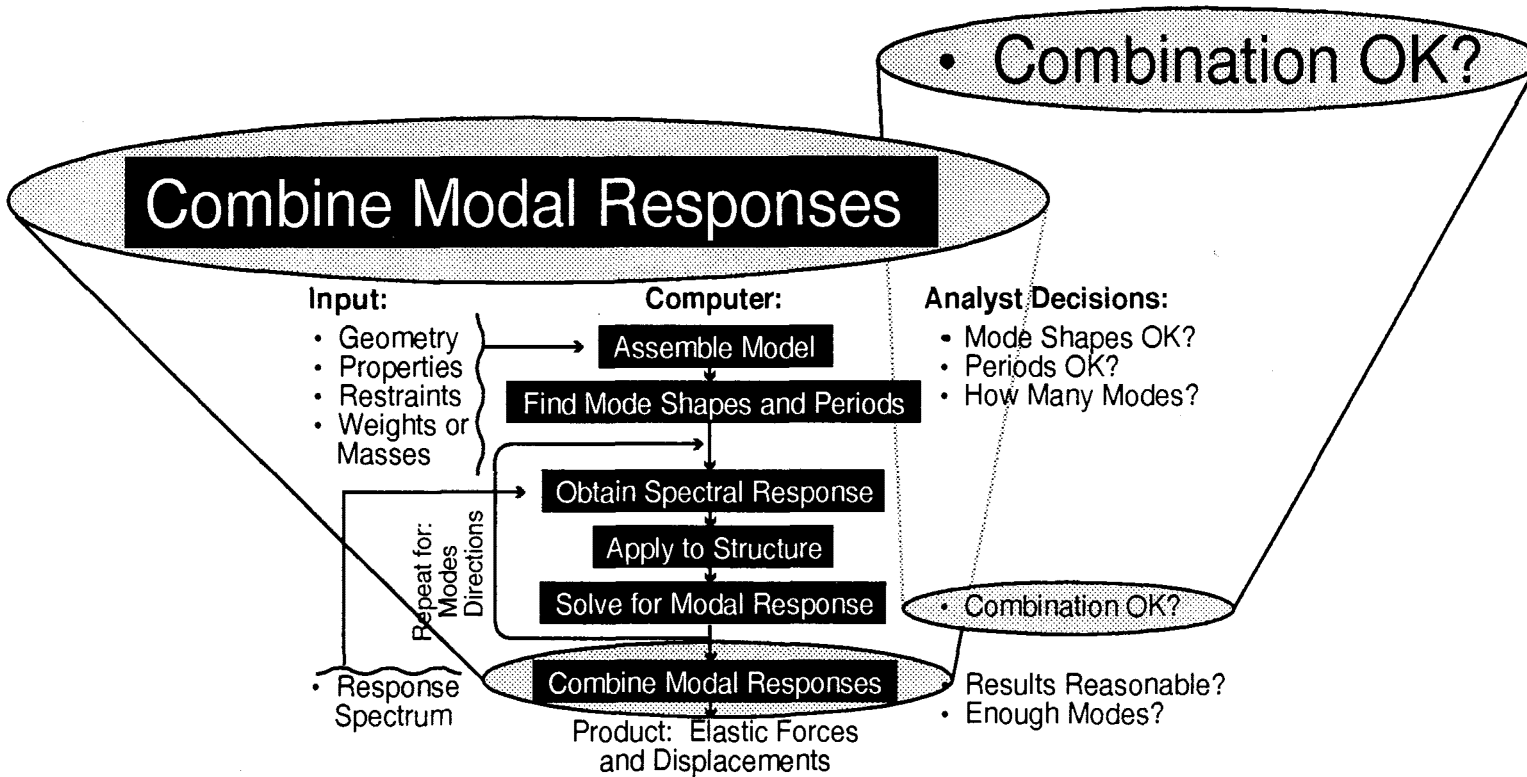 • Combination OK?
Combine Modal Responses
Input:
• Geometry
• Properties
• Restraints
• Weights or
Masses
• Response
Spectrum
Repeat for:
Modes
Directions
Computer:
Assemble Model
Find Mode Shapes and Periods
Obtain Spectral Response
Apply to Structure
Solve for Modal Response
Combine Modal Responses
Product: Elastic Forces
and Displacements
Analyst Decisions:
• Mode Shapes OK?
• Periods OK?
• How Many Modes?
• Combination OK?
• Results Reasonable?
• Enough Modes?